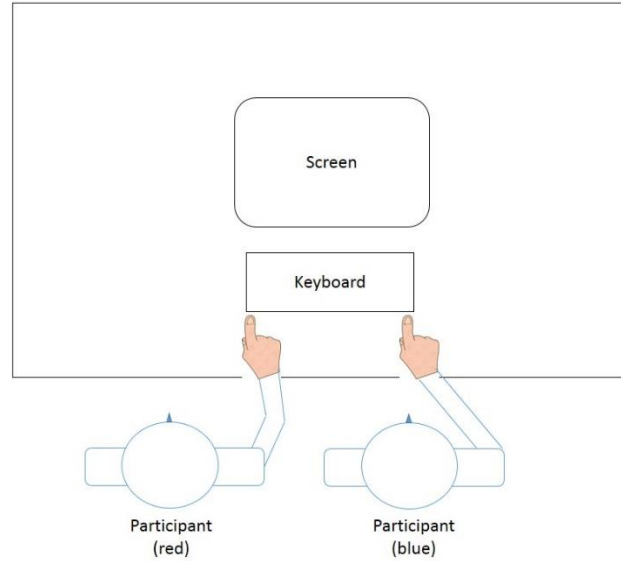 Screen
Keyboard
Participant
(red)
Participant
(blue)